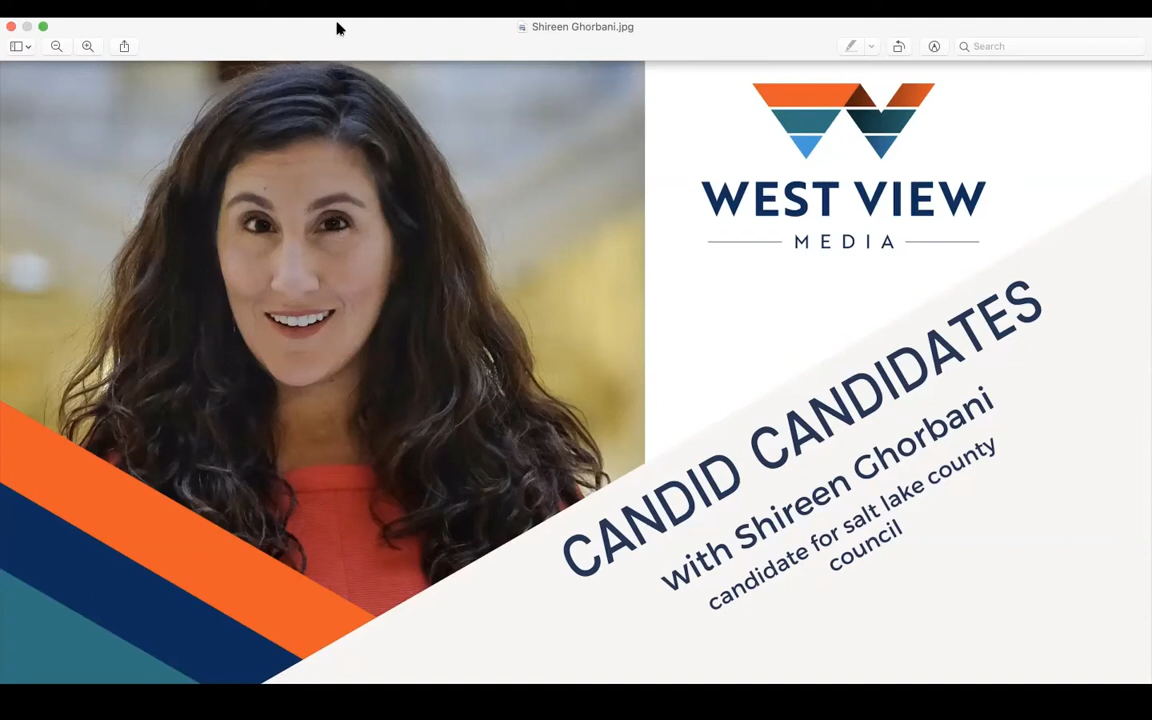 Shireen Ghorbani.jpg
Search
WEST VIEW
MEDIA
CANDID CANDIDATES
with Shireen Ghorbani
candidate for salt lake county
council